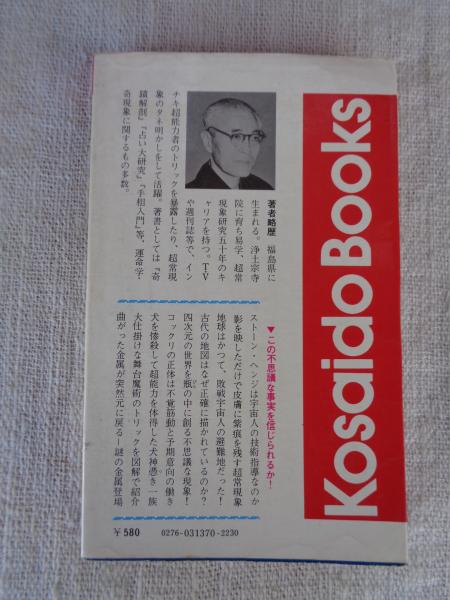 Kosaido Books
著者略歴　福島県に
生まれる。浄土宗寺
院に育ち易学、超常
現象研究五十年のキ
ャリアを持つ。TV
や週刊誌等で、イン
チキ超能力者のトリックを暴露したり、超常現
象のタネ明かしをして活躍。著書としては『奇
蹟解剖』『占い大研究』『手相入門』等、運命学・
奇現象に関するもの多数。
▼この不思議な事実を信じられるか！
ストーン・ヘンジは宇宙人の技術指導なのか
影を映しただけで皮膚に紫痕を残す超常現象
地球はかつて、敗戦宇宙人の避難地だった！
古代の地図はなぜ正確に描かれているのか？
四次元の世界を瓶の中に創る不思議な現象！
コックリの正体は不覚筋動と予期意向の働き
犬を惨殺して超能力を体得した犬神憑き一族
大仕掛けな舞台魔術のトリックを図解で紹介
曲がった金属が突然元に戻る―謎の金属登場
￥580　0276-031370-2230